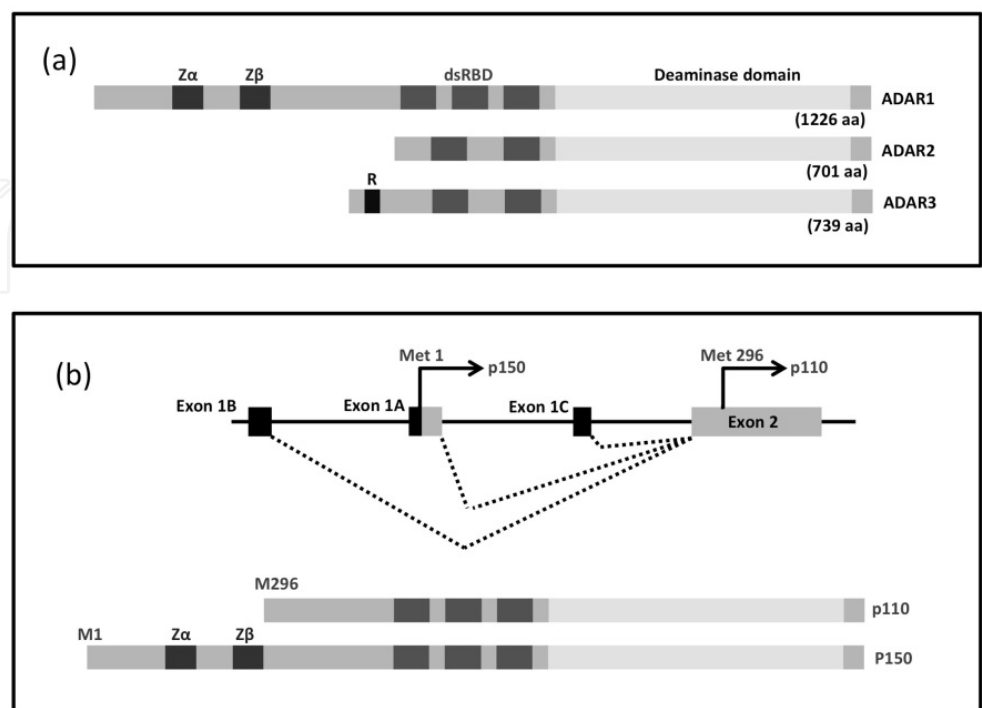 (a)
Zα Zβ dsRBD Deaminase domain
ADAR1
(1226 aa)
ADAR2
(701 aa)
R
ADAR3
(739 aa)
(b)
Met 1 p150
Met 296 p110
Exon 1B Exon 1A Exon 1C Exon 2
M296
p110
M1 Zα Zβ
P150